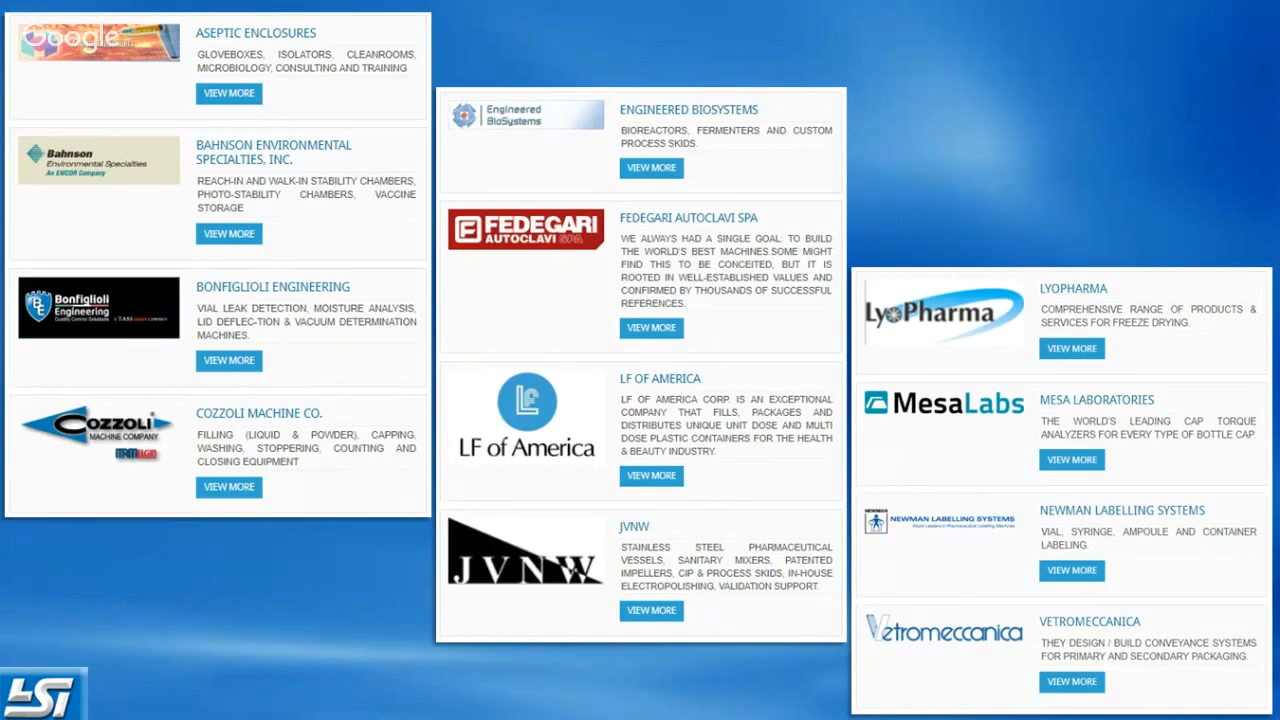 Google
ASEPTIC ENCLOSURES
GLOVEBOXES, ISOLATORS, CLEANROOMS,
MICROBIOLOGY, CONSULTING AND TRAINING
VIEW MORE
Bahnson
Environmental Specialties
An EMCOR Company
BAHNSON ENVIRONMENTAL
SPECIALTIES, INC.
REACH-IN AND WALK-IN STABILITY CHAMBERS,
PHOTO-STABILITY CHAMBERS, VACCINE
STORAGE
VIEW MORE
Bonfiglioli
Engineering
Quality Control Solutions
BONFIGLIOLI ENGINEERING
VIAL LEAK DETECTION, MOISTURE ANALYSIS,
LID DEFLEC-TION & VACUUM DETERMINATION
MACHINES.
VIEW MORE
COZZOLI
MACHINE COMPANY
COZZOLI MACHINE CO.
FILLING (LIQUID & POWDER), CAPPING,
WASHING, STOPPERING, COUNTING AND
CLOSING EQUIPMENT
VIEW MORE
Engineered
BioSystems
ENGINEERED BIOSYSTEMS
BIOREACTORS, FERMENTERS AND CUSTOM
PROCESS SKIDS.
VIEW MORE
FEDEGARI
AUTOCLAVI SPA
FEDEGARI AUTOCLAVI SPA
WE ALWAYS HAD A SINGLE GOAL: TO BUILD
THE WORLD'S BEST MACHINES.SOME MIGHT
FIND THIS TO BE CONCEITED, BUT IT IS
ROOTED IN WELL-ESTABLISHED VALUES AND
CONFIRMED BY THOUSANDS OF SUCCESSFUL
REFERENCES.
VIEW MORE
LF
LF of America
LF OF AMERICA
LF OF AMERICA CORP. IS AN EXCEPTIONAL
COMPANY THAT FILLS, PACKAGES AND
DISTRIBUTES UNIQUE UNIT DOSE AND MULTI
DOSE PLASTIC CONTAINERS FOR THE HEALTH
& BEAUTY INDUSTRY.
VIEW MORE
JVNW
JVNW
STAINLESS STEEL PHARMACEUTICAL
VESSELS, SANITARY MIXERS, PATENTED
IMPELLERS, CIP & PROCESS SKIDS, IN-HOUSE
ELECTROPOLISHING, VALIDATION SUPPORT.
VIEW MORE
LyoPharma
LYOPHARMA
COMPREHENSIVE RANGE OF PRODUCTS &
SERVICES FOR FREEZE DRYING.
VIEW MORE
MesaLabs
MESA LABORATORIES
THE WORLD'S LEADING CAP TORQUE
ANALYZERS FOR EVERY TYPE OF BOTTLE CAP.
VIEW MORE
NEWMAN
NEWMAN LABELLING SYSTEMS
World Leaders in Pharmaceutical Labelling Machines
NEWMAN LABELLING SYSTEMS
VIAL, SYRINGE, AMPOULE AND CONTAINER
LABELING.
VIEW MORE
Vetromeccanica
VETROMECCANICA
THEY DESIGN / BUILD CONVEYANCE SYSTEMS
FOR PRIMARY AND SECONDARY PACKAGING.
VIEW MORE
LSI